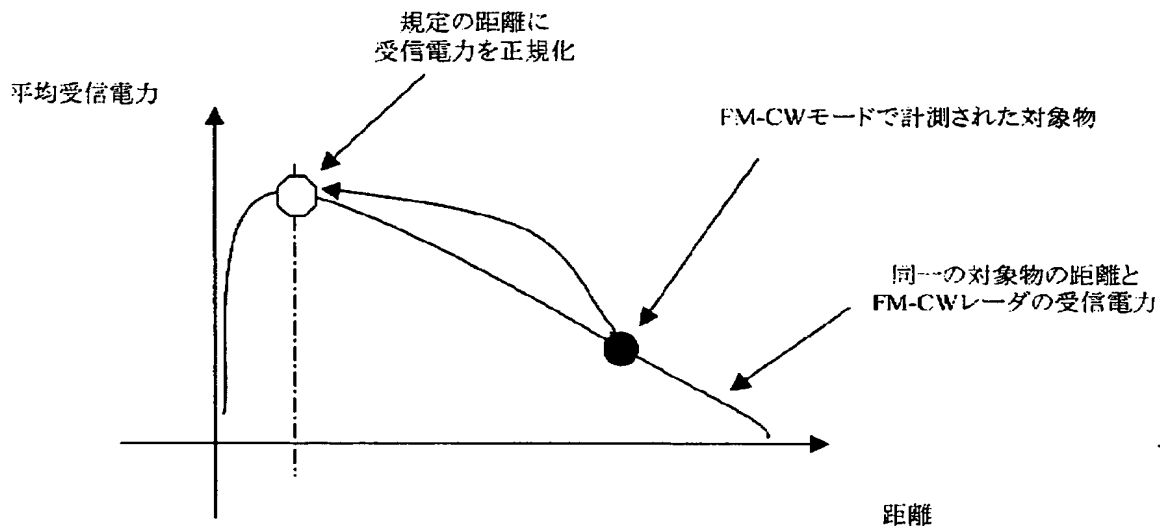 規定の距離に
受信電力を正規化
平均受信電力
FM-CWモードで計測された対象物
同一の対象物の距離と
FM-CWレーダの受信電力
距離